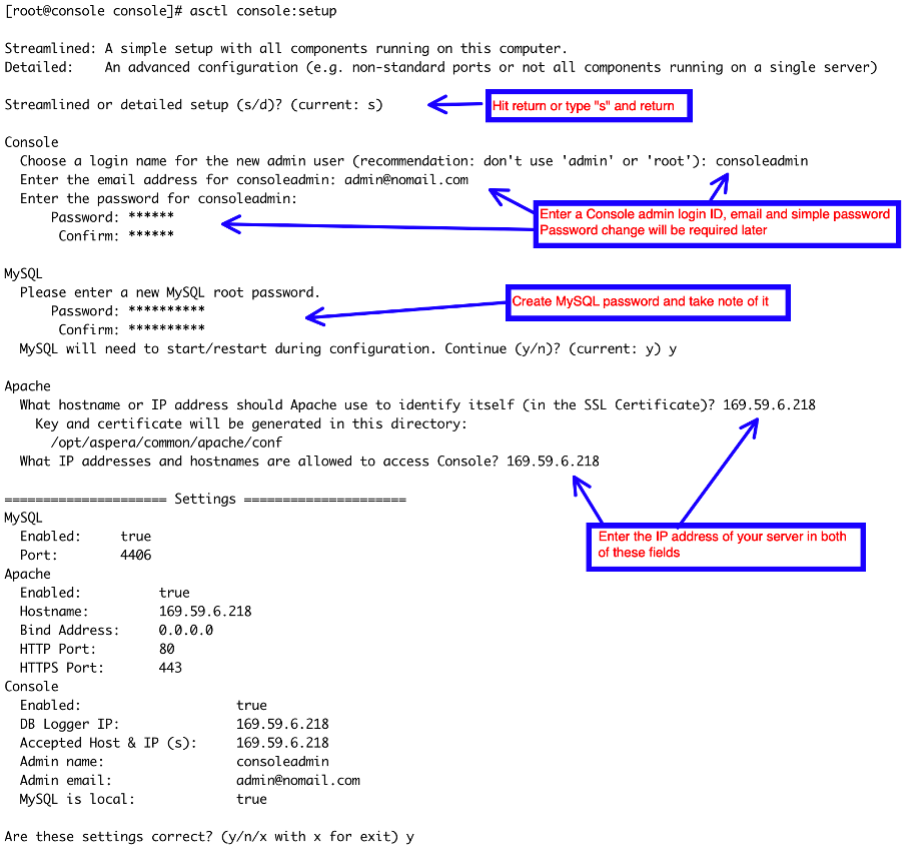 [root@console console]# asctl console:setup
Streamlined: A simple setup with all components running on this computer.
Detailed:    An advanced configuration (e.g. non-standard ports or not all components running on a single server)
Streamlined or detailed setup (s/d)? (current: s)
Hit return or type "s" and return
Console
Choose a login name for the new admin user (recommendation: don't use 'admin' or 'root'): consoleadmin
Enter the email address for consoleadmin: admin@nomail.com
Enter the password for consoleadmin:
Password: ******
Confirm: ******
Enter a Console admin login ID, email and simple password
Password change will be required later
MySQL
Please enter a new MySQL root password.
Password: **********
Confirm: **********
Create MySQL password and take note of it
MySQL will need to start/restart during configuration. Continue (y/n)? (current: y) y
Apache
What hostname or IP address should Apache use to identify itself (in the SSL Certificate)? 169.59.6.218
Key and certificate will be generated in this directory:
/opt/aspera/common/apache/conf
What IP addresses and hostnames are allowed to access Console? 169.59.6.218
Enter the IP address of your server in both
of these fields
===================== Settings =====================
MySQL
Enabled:     true
Port:        4406
Apache
Enabled:          true
Hostname:         169.59.6.218
Bind Address:     0.0.0.0
HTTP Port:        80
HTTPS Port:       443
Console
Enabled:                    true
DB Logger IP:               169.59.6.218
Accepted Host & IP (s):     169.59.6.218
Admin name:                 consoleadmin
Admin email:                admin@nomail.com
MySQL is local:             true
Are these settings correct? (y/n/x with x for exit) y